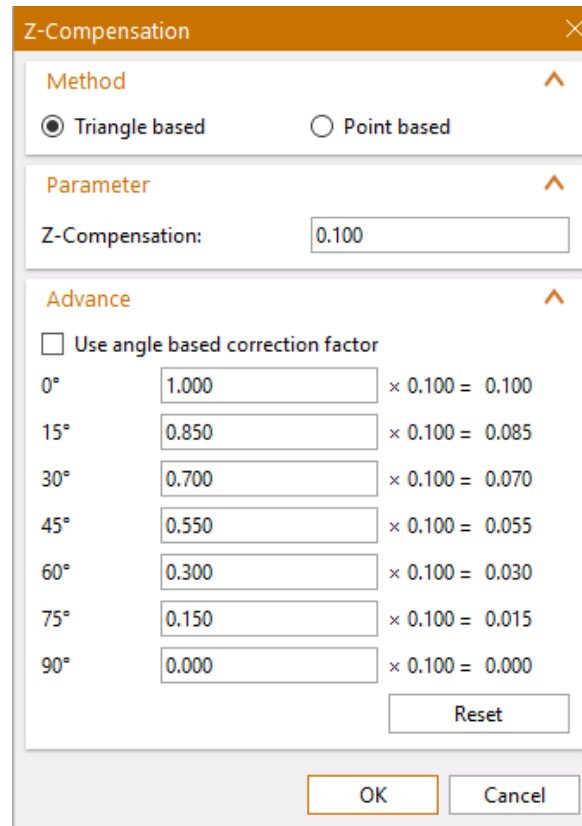 Z-Compensation
Method
Triangle based Point based
Parameter
Z-Compensation: 0.100
Advance
Use angle based correction factor
0° 1.000 × 0.100 = 0.100
15° 0.850 × 0.100 = 0.085
30° 0.700 × 0.100 = 0.070
45° 0.550 × 0.100 = 0.055
60° 0.300 × 0.100 = 0.030
75° 0.150 × 0.100 = 0.015
90° 0.000 × 0.100 = 0.000
Reset
OK Cancel